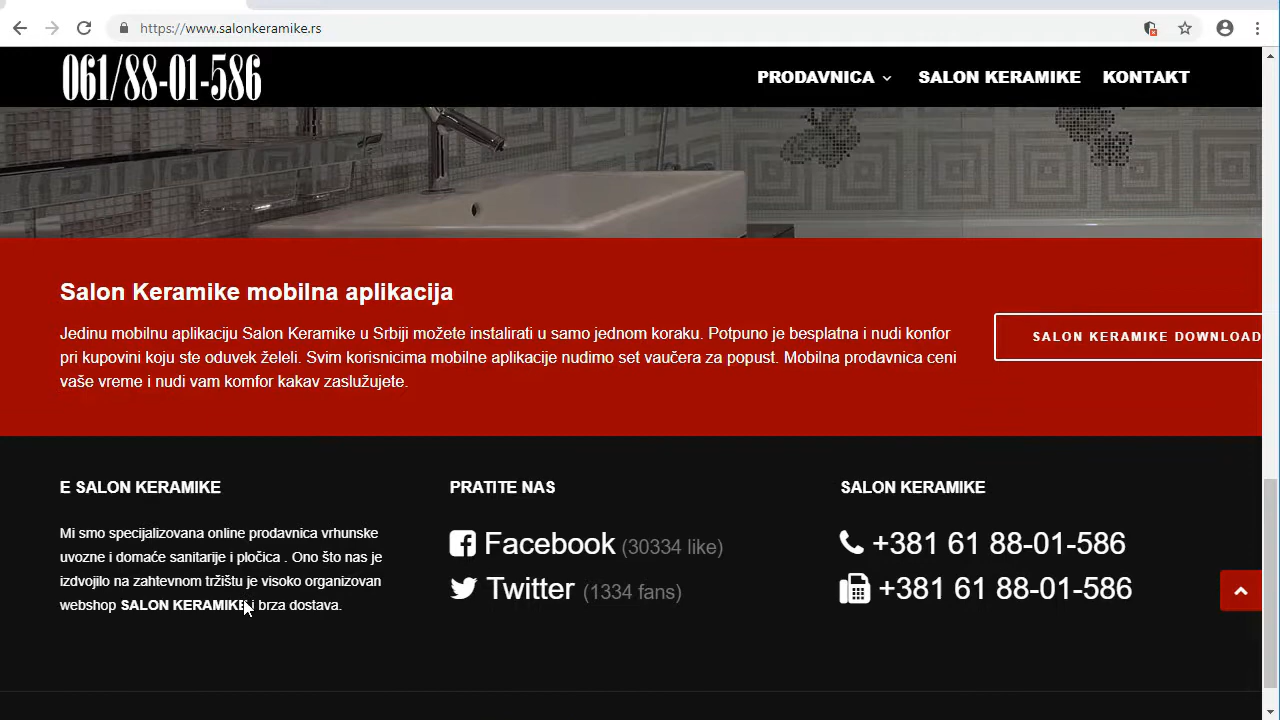 https://www.salonkeramike.rs
061/88-01-586
PRODAVNICA
SALON KERAMIKE
KONTAKT
Salon Keramike mobilna aplikacija
Jedinu mobilnu aplikaciju Salon Keramike u Srbiji možete instalirati u samo jednom koraku. Potpuno je besplatna i nudi konfor
pri kupovini koju ste oduvek želeli. Svim korisnicima mobilne aplikacije nudimo set vaučera za popust. Mobilna prodavnica ceni
vaše vreme i nudi vam komfor kakav zaslužujete.
SALON KERAMIKE DOWNLOAD
E SALON KERAMIKE
Mi smo specijalizovana online prodavnica vrhunske
uvozne i domaće sanitarije i pločica . Ono što nas je
izdvojilo na zahtevnom tržištu je visoko organizovan
webshop SALON KERAMIKE i brza dostava.
PRATITE NAS
Facebook (30334 like)
Twitter (1334 fans)
SALON KERAMIKE
+381 61 88-01-586
+381 61 88-01-586